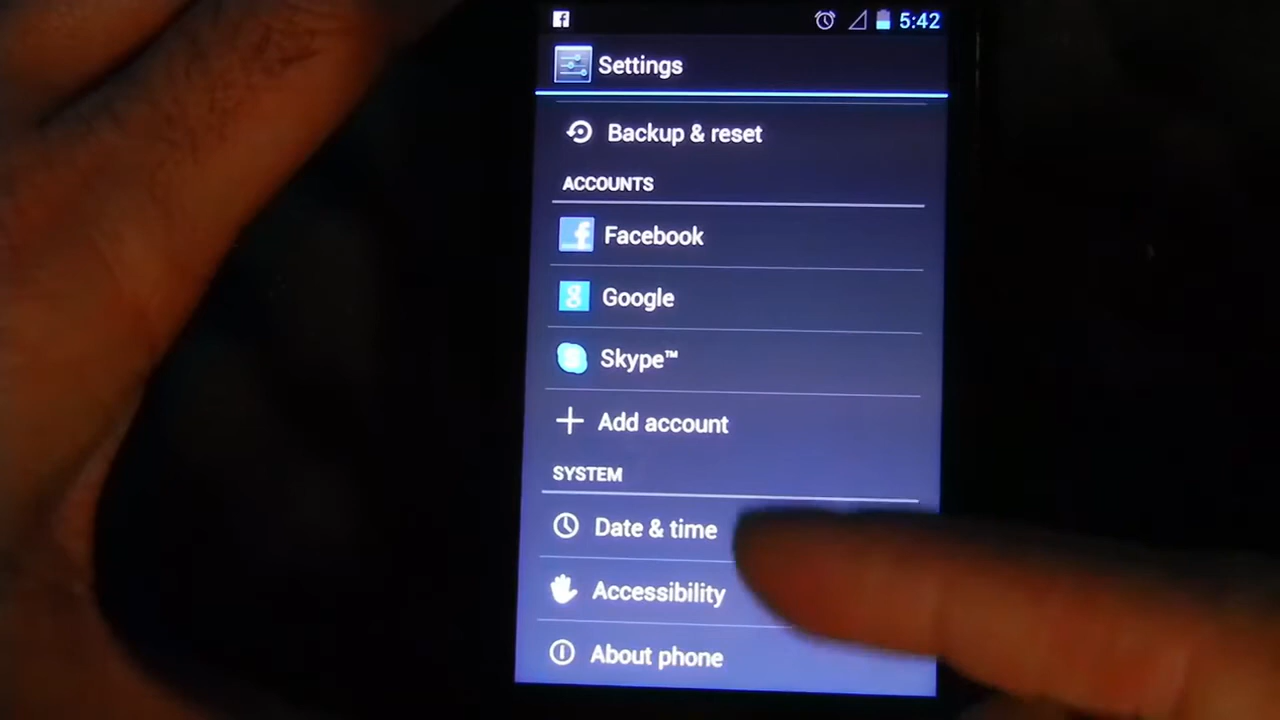 5:42
Settings
Backup & reset
ACCOUNTS
Facebook
Google
Skype™
Add account
SYSTEM
Date & time
Accessibility
About phone